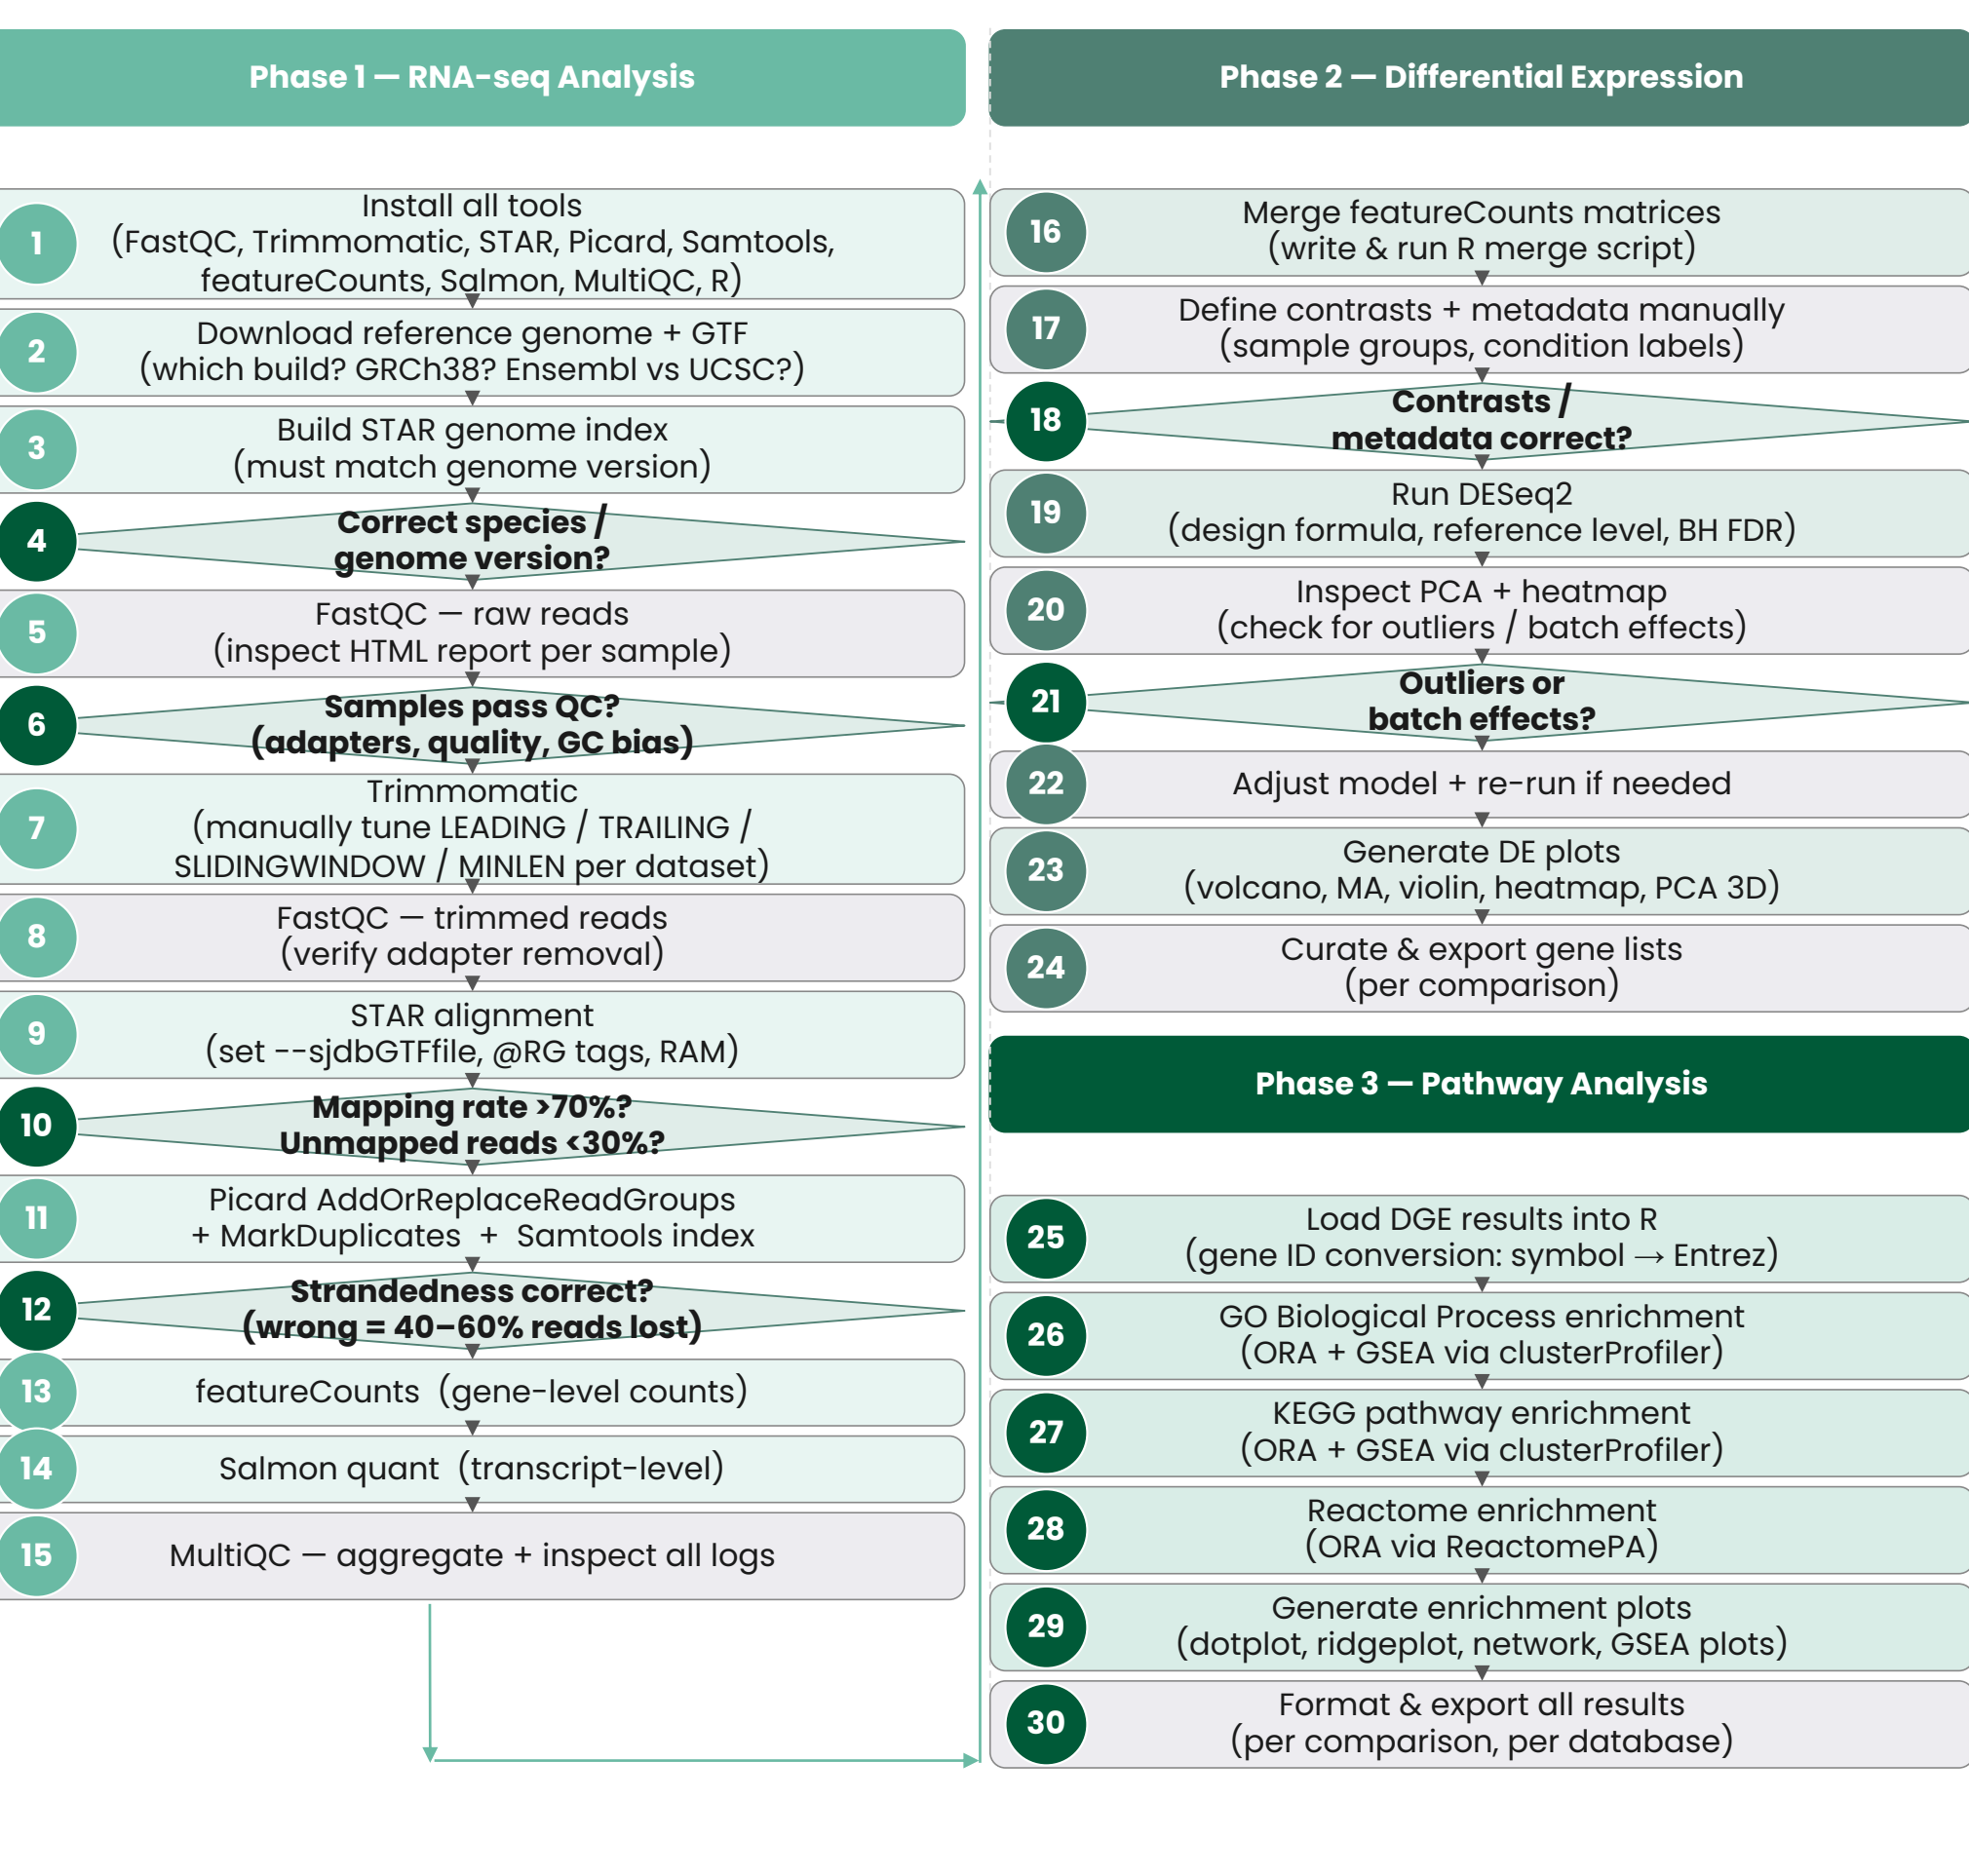 Phase 1 — RNA-seq Analysis
1
Install all tools
(FastQC, Trimmomatic, STAR, Picard, Samtools,
featureCounts, Salmon, MultiQC, R)
2
Download reference genome + GTF
(which build? GRCh38? Ensembl vs UCSC?)
3
Build STAR genome index
(must match genome version)
4
Correct species /
genome version?
5
FastQC — raw reads
(inspect HTML report per sample)
6
Samples pass QC?
(adapters, quality, GC bias)
7
Trimmomatic
(manually tune LEADING / TRAILING /
SLIDINGWINDOW / MINLEN per dataset)
8
FastQC — trimmed reads
(verify adapter removal)
9
STAR alignment
(set --sjdbGTFfile, @RG tags, RAM)
10
Mapping rate >70%?
Unmapped reads <30%?
11
Picard AddOrReplaceReadGroups
+ MarkDuplicates + Samtools index
12
Strandedness correct?
(wrong = 40–60% reads lost)
13
featureCounts (gene-level counts)
14
Salmon quant (transcript-level)
15
MultiQC — aggregate + inspect all logs
Phase 2 — Differential Expression
16
Merge featureCounts matrices
(write & run R merge script)
17
Define contrasts + metadata manually
(sample groups, condition labels)
18
Contrasts /
metadata correct?
19
Run DESeq2
(design formula, reference level, BH FDR)
20
Inspect PCA + heatmap
(check for outliers / batch effects)
21
Outliers or
batch effects?
22
Adjust model + re-run if needed
23
Generate DE plots
(volcano, MA, violin, heatmap, PCA 3D)
24
Curate & export gene lists
(per comparison)
Phase 3 — Pathway Analysis
25
Load DGE results into R
(gene ID conversion: symbol → Entrez)
26
GO Biological Process enrichment
(ORA + GSEA via clusterProfiler)
27
KEGG pathway enrichment
(ORA + GSEA via clusterProfiler)
28
Reactome enrichment
(ORA via ReactomePA)
29
Generate enrichment plots
(dotplot, ridgeplot, network, GSEA plots)
30
Format & export all results
(per comparison, per database)